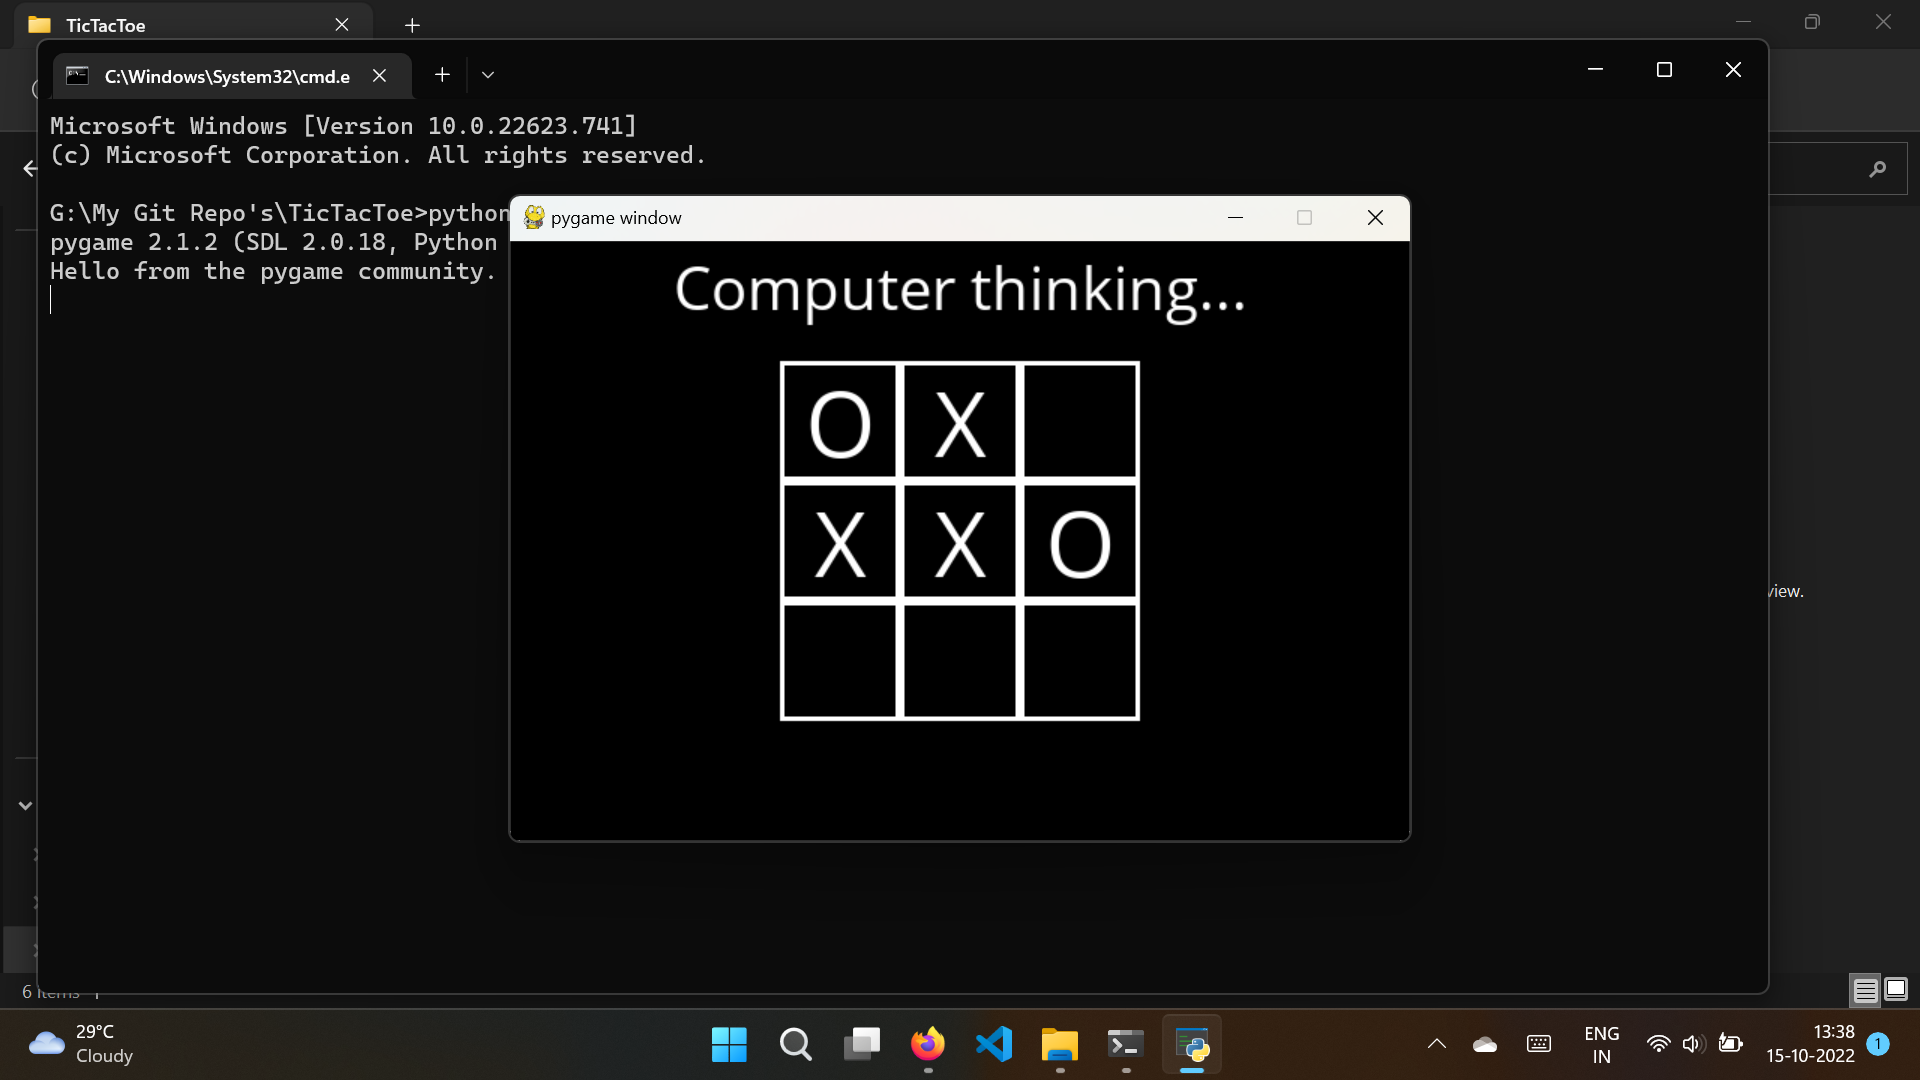 TicTacToe
C:\Windows\System32\cmd.e
Microsoft Windows [Version 10.0.22623.741]
(c) Microsoft Corporation. All rights reserved.
G:\My Git Repo's\TicTacToe>python
pygame 2.1.2 (SDL 2.0.18, Python
Hello from the pygame community.
pygame window
Computer thinking...
O X
X X O
view.
6 items
29°C
Cloudy
ENG
IN
13:38
15-10-2022
1